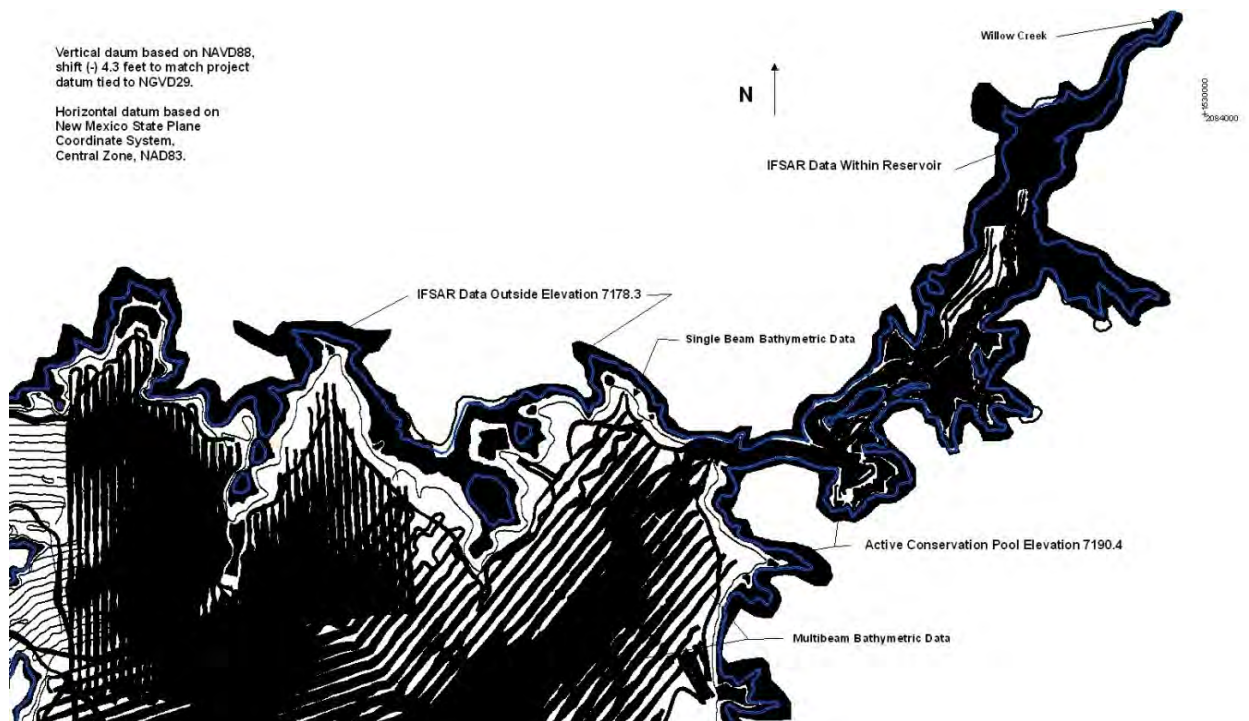 Vertical daum based on NAVD88,
shift (-) 4.3 feet to match project
datum tied to NGVD29.
Horizontal datum based on
New Mexico State Plane
Coordinate System,
Central Zone, NAD83.
Willow Creek
N
+1530000
2084000
IFSAR Data Within Reservoir
IFSAR Data Outside Elevation 7178.3
Single Beam Bathymetric Data
Active Conservation Pool Elevation 7190.4
Multibeam Bathymetric Data